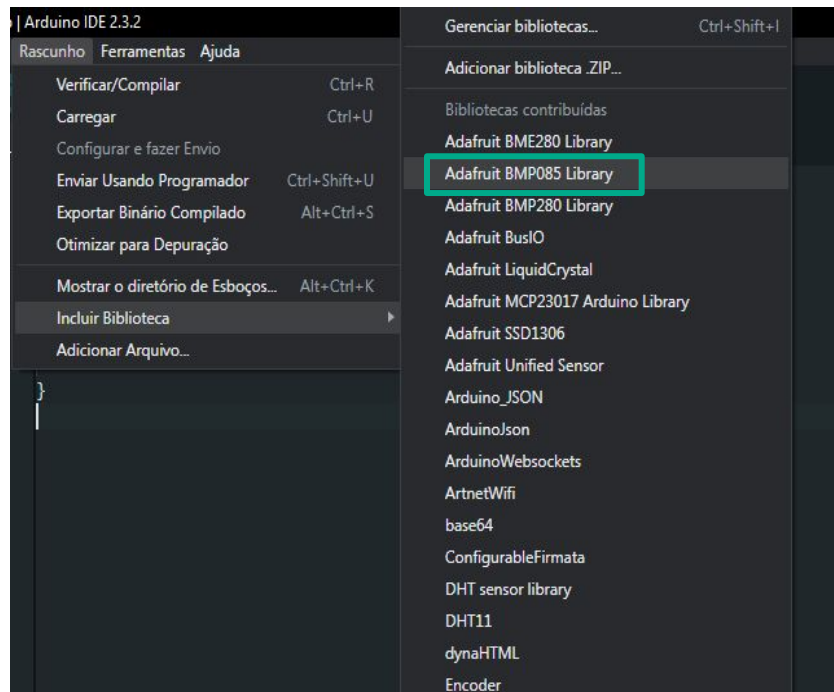 | Arduino IDE 2.3.2
Rascunho Ferramentas Ajuda
Verificar/Compilar Ctrl+R
Carregar Ctrl+U
Configurar e fazer Envio
Enviar Usando Programador Ctrl+Shift+U
Exportar Binário Compilado Alt+Ctrl+S
Otimizar para Depuração
Mostrar o diretório de Esboços... Alt+Ctrl+K
Incluir Biblioteca
Adicionar Arquivo...
}
Gerenciar bibliotecas... Ctrl+Shift+I
Adicionar biblioteca .ZIP...
Bibliotecas contribuídas
Adafruit BME280 Library
Adafruit BMP085 Library
Adafruit BMP280 Library
Adafruit BusIO
Adafruit LiquidCrystal
Adafruit MCP23017 Arduino Library
Adafruit SSD1306
Adafruit Unified Sensor
Arduino_JSON
ArduinoJson
ArduinoWebsockets
ArtnetWifi
base64
ConfigurableFirmata
DHT sensor library
DHT11
dynaHTML
Encoder